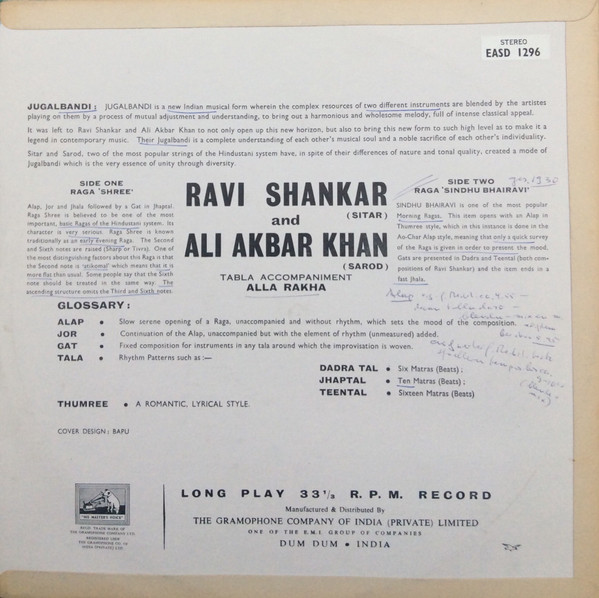 STEREO
EASD 1296
JUGALBANDI : JUGALBANDI is a new Indian musical form wherein the complex resources of two different instruments are blended by the artistes
playing on them by a process of mutual adjustment and understanding, to bring out a harmonious and wholesome melody, full of intense classical appeal.
It was left to Ravi Shankar and Ali Akbar Khan to not only open up this new horizon, but also to bring this new form to such high level as to make it a
legend in contemporary music. Their Jugalbandi is a complete understanding of each other's musical soul and a noble sacrifice of each other's individuality.
Sitar and Sarod, two of the most popular strings of the Hindustani system have, in spite of their differences of nature and tonal quality, created a mode of
Jugalbandi which is the very essence of unity through diversity.
SIDE ONE
RAGA 'SHREE'
Alap, Jor and Jhala followed by a Gat in Jhaptal.
Raga Shree is believed to be one of the most
important, basic Ragas of the Hindustani system. Its
character is very serious. Raga Shree is known
traditionally as an early evening Raga. The Second
and Sixth notes are raised (Sharp or Tivra). One of
the most distinguishing factors about this Raga is that
the Second note is 'atikomal' which means that it is
more flat than usual. Some people say that the Sixth
note should be treated in the same way. The
ascending structure omits the Third and Sixth notes.
RAVI SHANKAR
(SITAR)
and
ALI AKBAR KHAN
(SAROD)
TABLA ACCOMPANIMENT
ALLA RAKHA
SIDE TWO
RAGA 'SINDHU BHAIRAVI'
SINDHU BHAIRAVI is one of the most popular
Morning Ragas. This item opens with an Alap in
Thumree style, which in this instance is done in the
Ao-Char Alap style, meaning that only a quick survey
of the Raga is given in order to present the mood.
Gats are presented in Dadra and Teental (both com-
positions of Ravi Shankar) and the item ends in a
fast Jhala.
GLOSSARY :
ALAP • Slow serene opening of a Raga, unaccompanied and without rhythm, which sets the mood of the composition.
JOR • Continuation of the Alap, unaccompanied but with the element of rhythm (unmeasured) added.
GAT • Fixed composition for instruments in any tala around which the improvisation is woven.
TALA • Rhythm Patterns such as :—
DADRA TAL • Six Matras (Beats) ;
JHAPTAL • Ten Matras (Beats) ;
TEENTAL • Sixteen Matras (Beats)
THUMREE • A ROMANTIC, LYRICAL STYLE.
COVER DESIGN : BAPU
"HIS MASTER'S VOICE"
REGD. TRADE MARK OF
THE GRAMOPHONE COMPANY LTD.
LONG PLAY 33⅓ R.P.M. RECORD
Manufactured & Distributed By
THE GRAMOPHONE COMPANY OF INDIA (PRIVATE) LIMITED
ONE OF THE E.M.I. GROUP OF COMPANIES
DUM DUM • INDIA